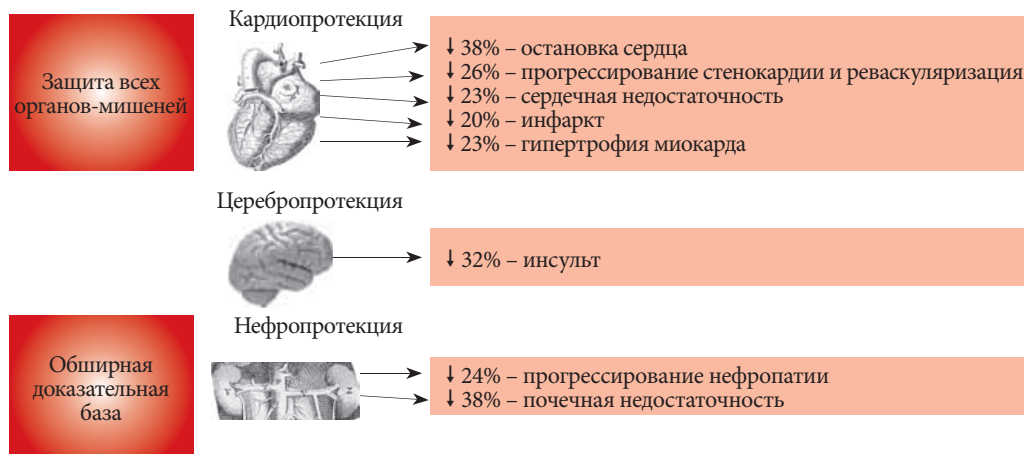 Кардиопротекция
Защита всех
органов-мишеней
↓ 38% – остановка сердца
↓ 26% – прогрессирование стенокардии и реваскуляризация
↓ 23% – сердечная недостаточность
↓ 20% – инфаркт
↓ 23% – гипертрофия миокарда
Церебропротекция
↓ 32% – инсульт
Нефропротекция
Обширная
доказательная
база
↓ 24% – прогрессирование нефропатии
↓ 38% – почечная недостаточность